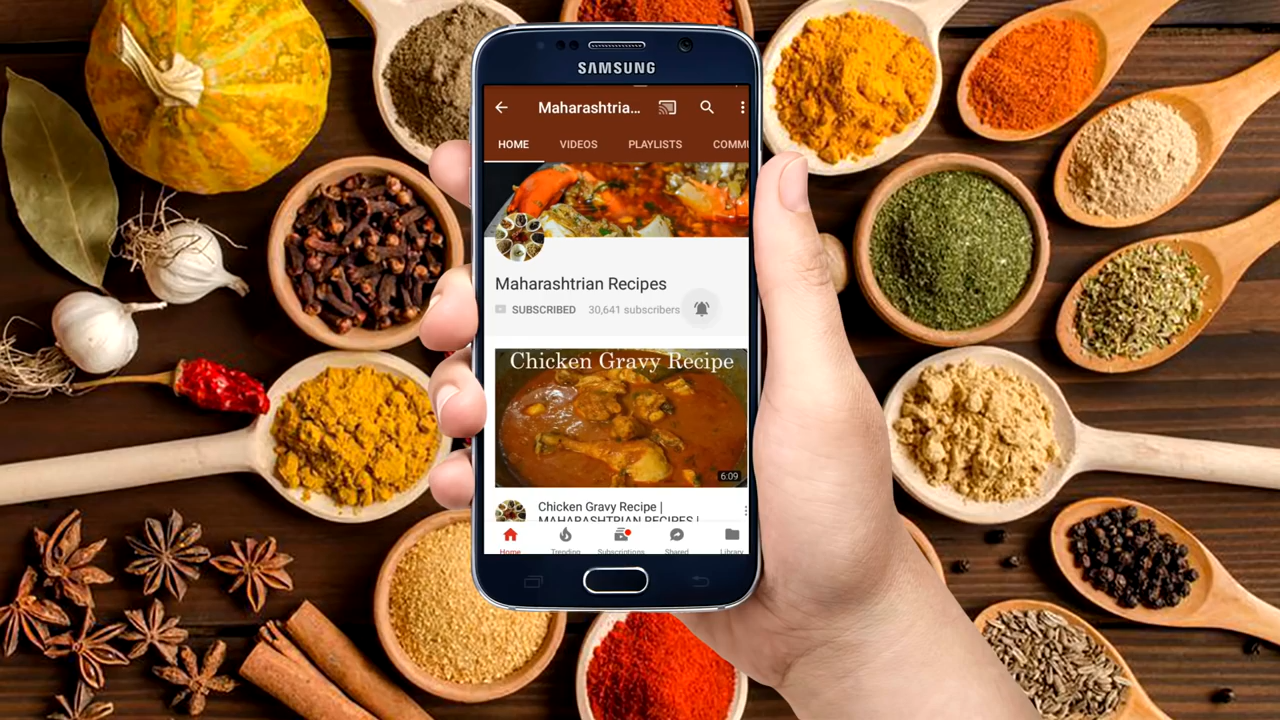 SAMSUNG
Maharashtria...
HOME VIDEOS PLAYLISTS COMMU
Maharashtrian Recipes
SUBSCRIBED 30,641 subscribers
Chicken Gravy Recipe
6:09
Chicken Gravy Recipe |
MAHARASHTRIAN RECIPES |
Home Trending Subscriptions Shared Library